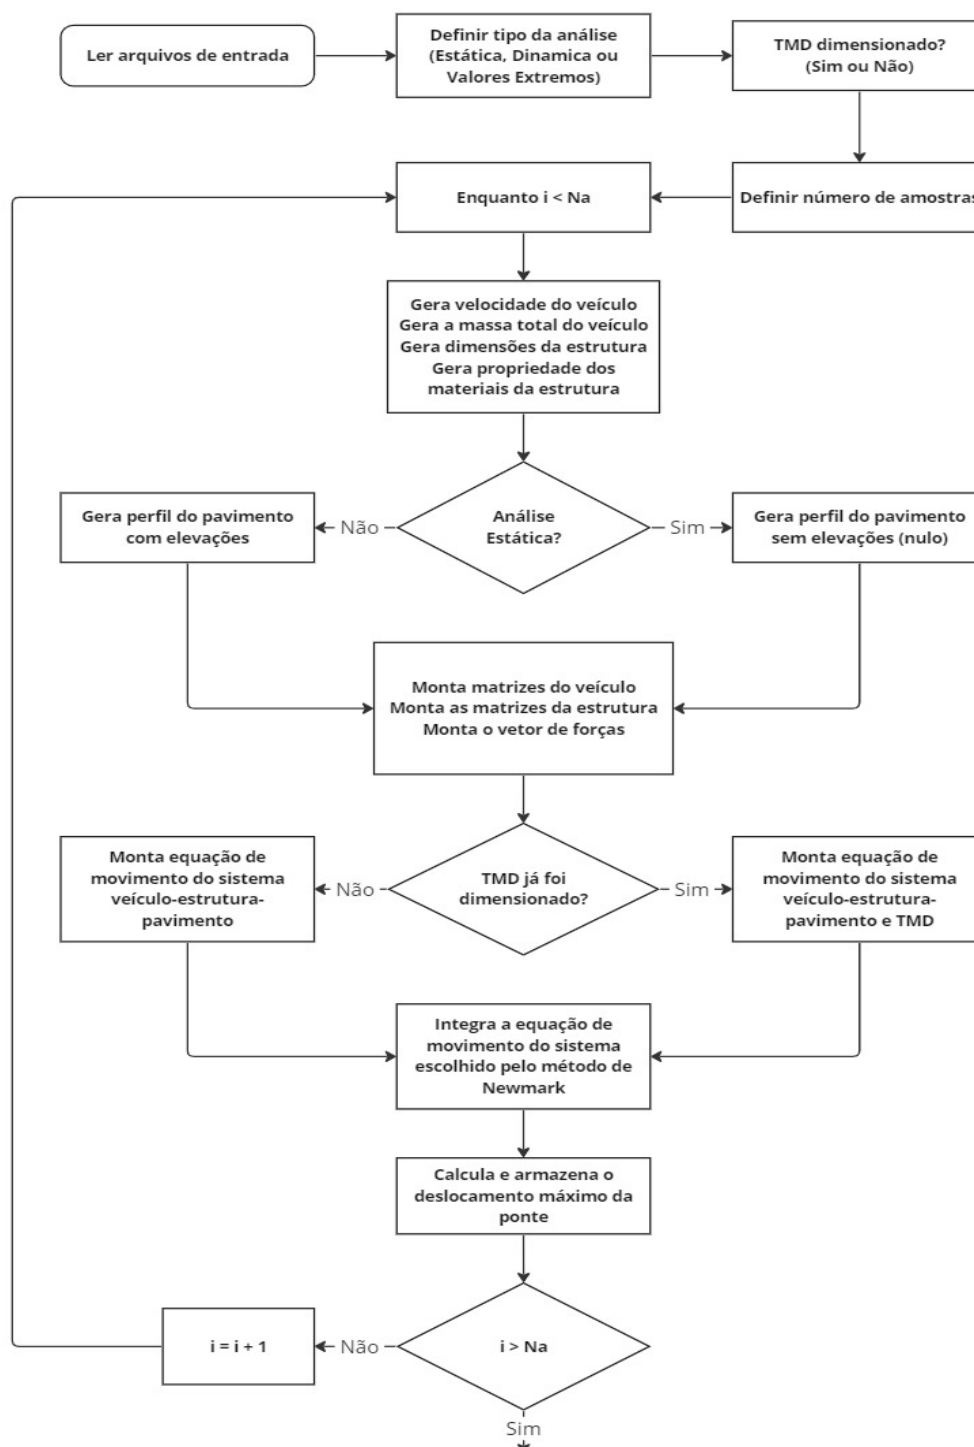 Ler arquivos de entrada
Definir tipo da análise
(Estática, Dinamica ou
Valores Extremos)
TMD dimensionado?
(Sim ou Não)
Enquanto i < Na
Definir número de amostras
Gera velocidade do veículo
Gera a massa total do veículo
Gera dimensões da estrutura
Gera propriedade dos
materiais da estrutura
Gera perfil do pavimento
com elevações
Não
Análise
Estática?
Sim
Gera perfil do pavimento
sem elevações (nulo)
Monta matrizes do veículo
Monta as matrizes da estrutura
Monta o vetor de forças
Monta equação de
movimento do sistema
veículo-estrutura-
pavimento
Não
TMD já foi
dimensionado?
Sim
Monta equação de
movimento do sistema
veículo-estrutura-
pavimento e TMD
Integra a equação de
movimento do sistema
escolhido pelo método de
Newmark
Calcula e armazena o
deslocamento máximo da
ponte
i = i + 1
Não
i > Na
Sim